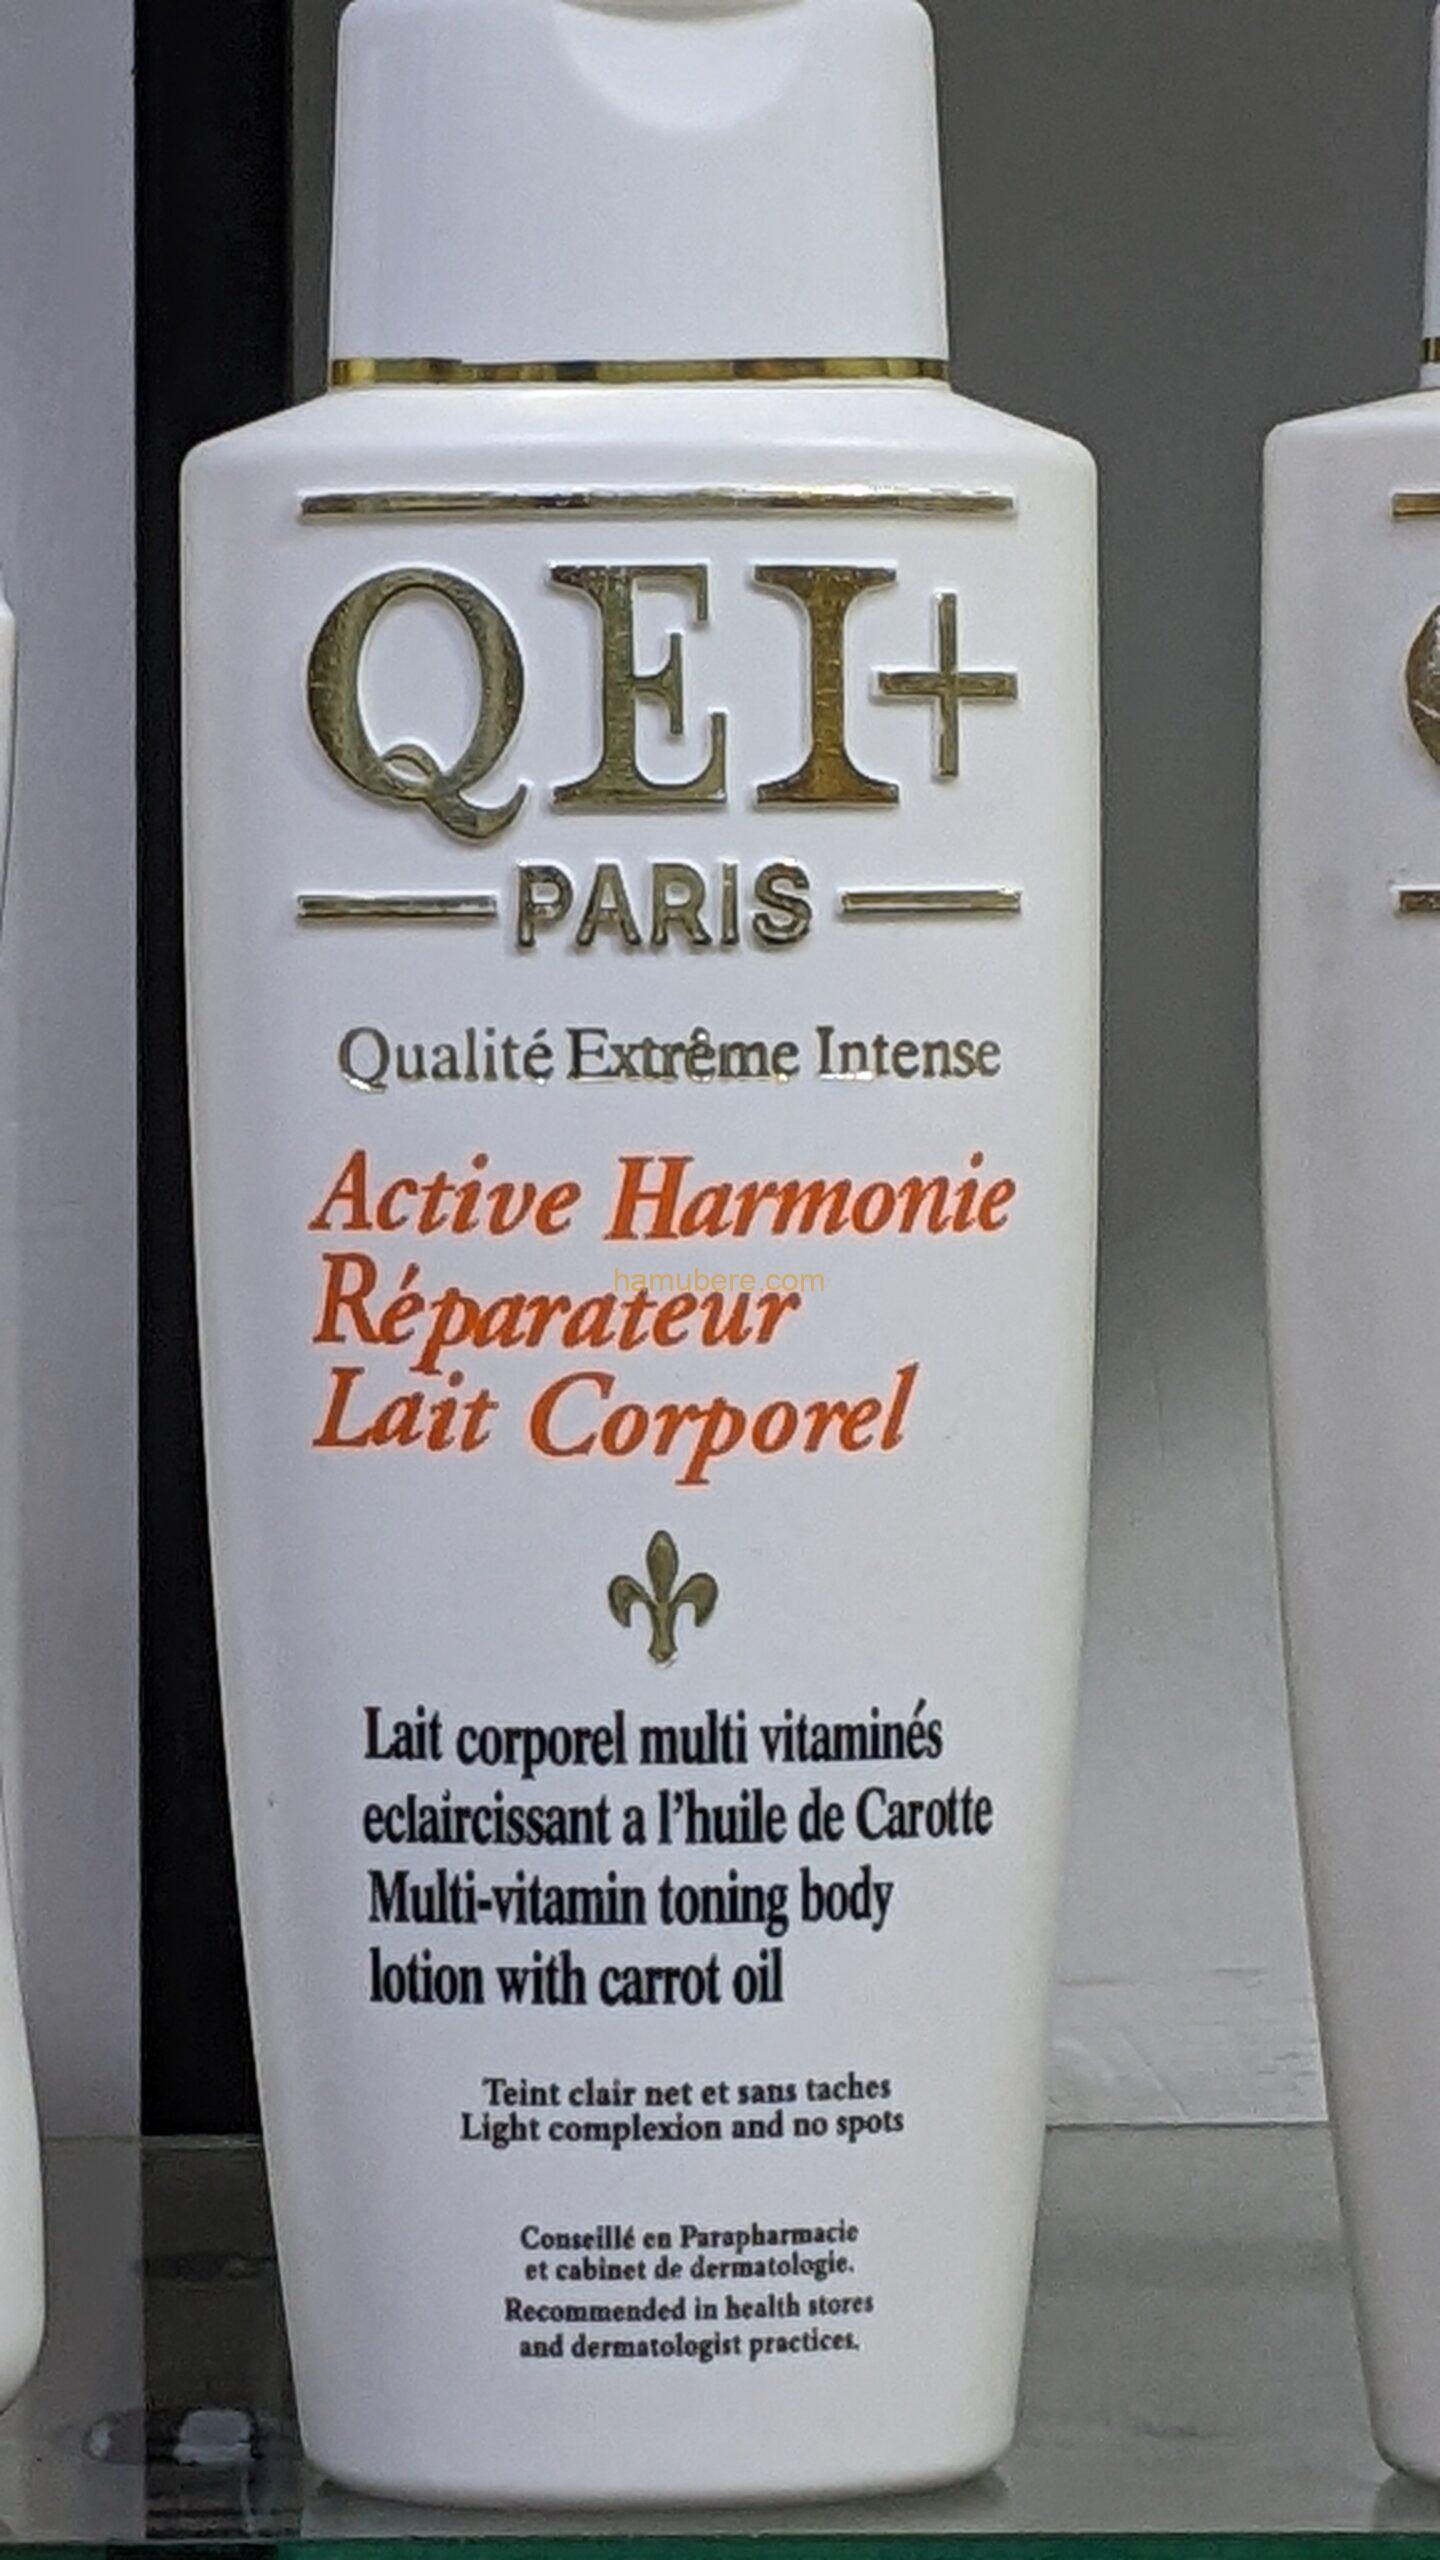 QEI+
PARIS
Qualité Extrême Intense
Active Harmonie
Réparateur
hamubere.com
Lait Corporel
Lait corporel multi vitaminés
eclaircissant a l'huile de Carotte
Multi-vitamin toning body
lotion with carrot oil
Teint clair net et sans taches
Light complexion and no spots
Conseillé en Parapharmacie
et cabinet de dermatologie.
Recommended in health stores
and dermatologist practices.